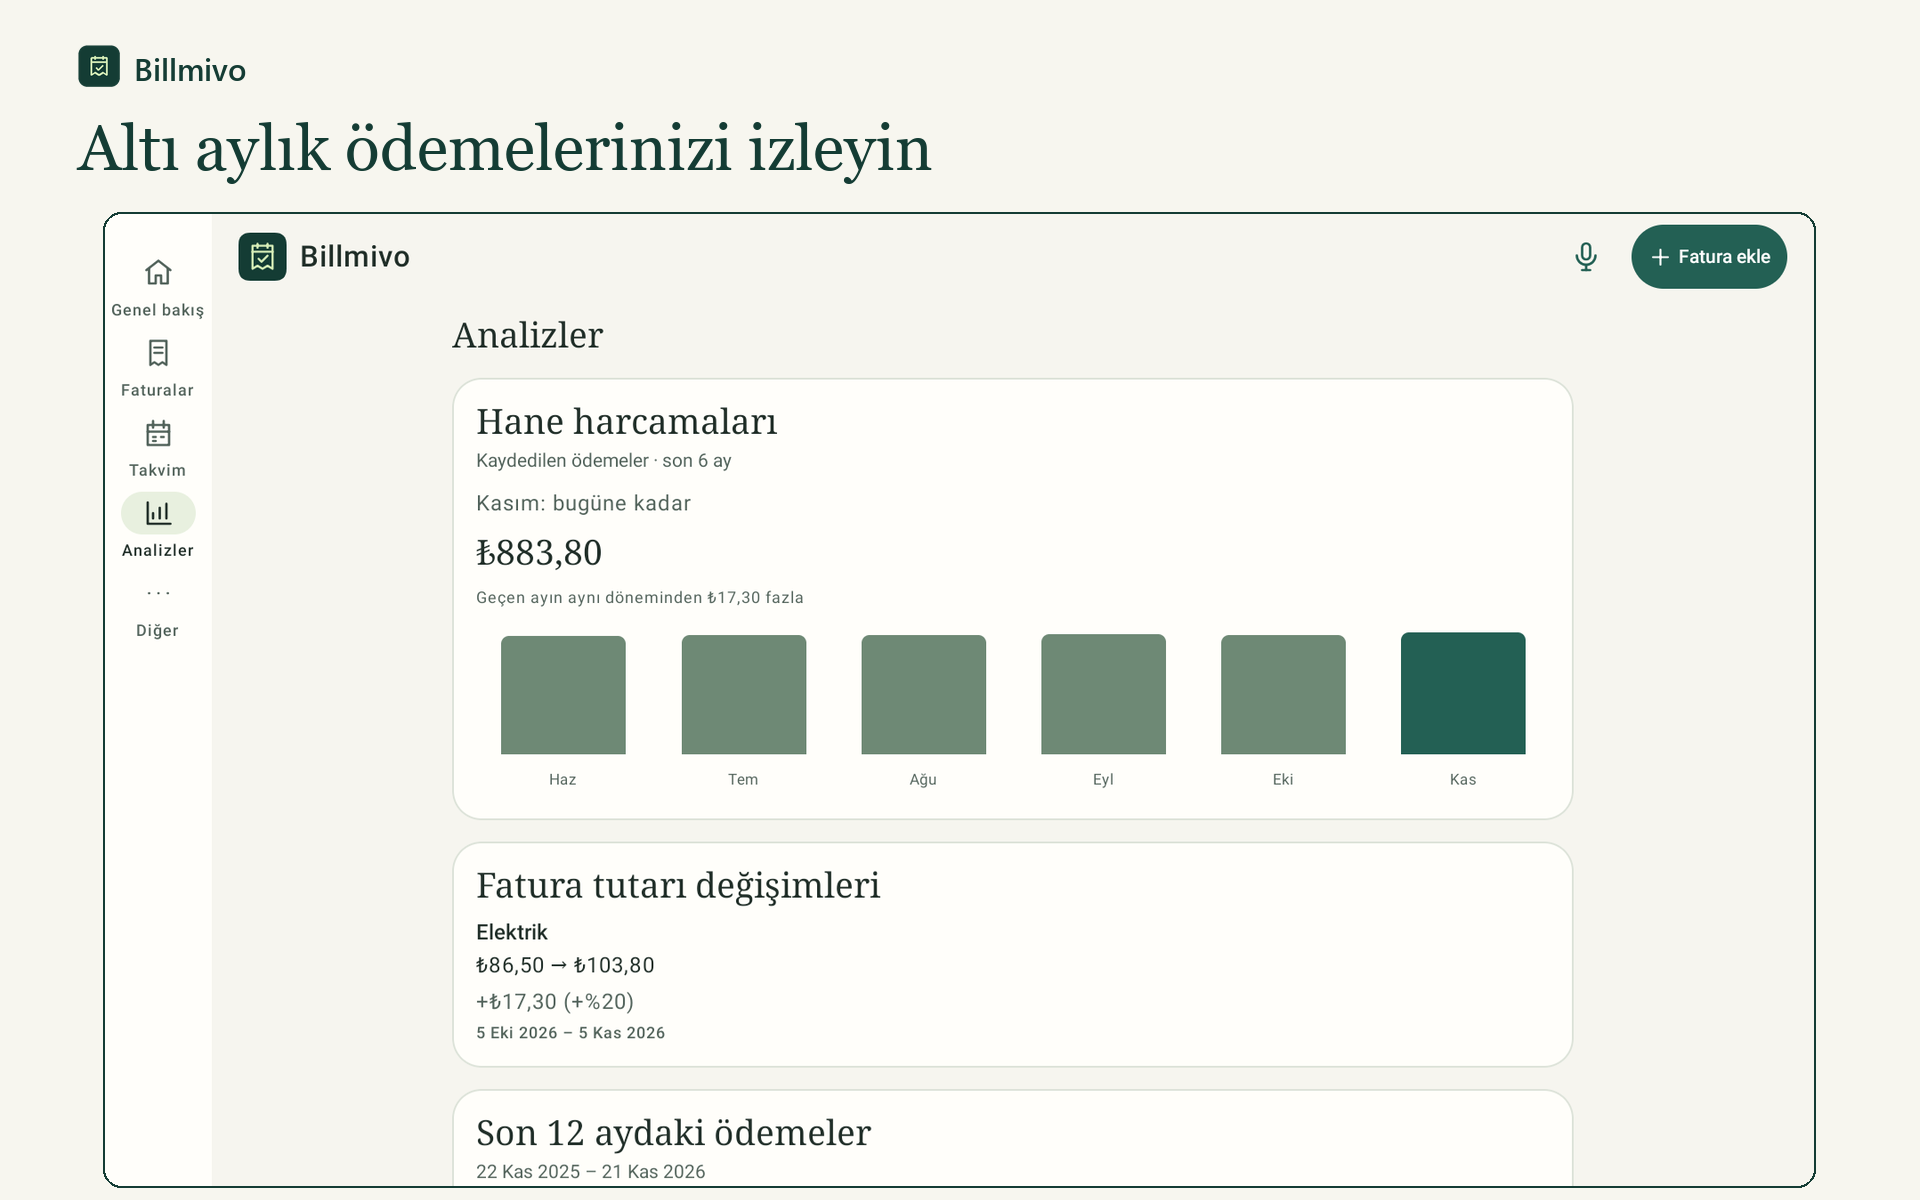 Billmivo
Altı aylık ödemelerinizi izleyin
Billmivo
Fatura ekle
Genel bakış
Faturalar
Takvim
Analizler
Diğer
Analizler
Hane harcamaları
Kaydedilen ödemeler · son 6 ay
Kasım: bugüne kadar
₺883,80
Geçen ayın aynı döneminden ₺17,30 fazla
Haz Tem Ağu Eyl Eki Kas
Fatura tutarı değişimleri
Elektrik
₺86,50 → ₺103,80
+₺17,30 (+%20)
5 Eki 2026 – 5 Kas 2026
Son 12 aydaki ödemeler
22 Kas 2025 – 21 Kas 2026